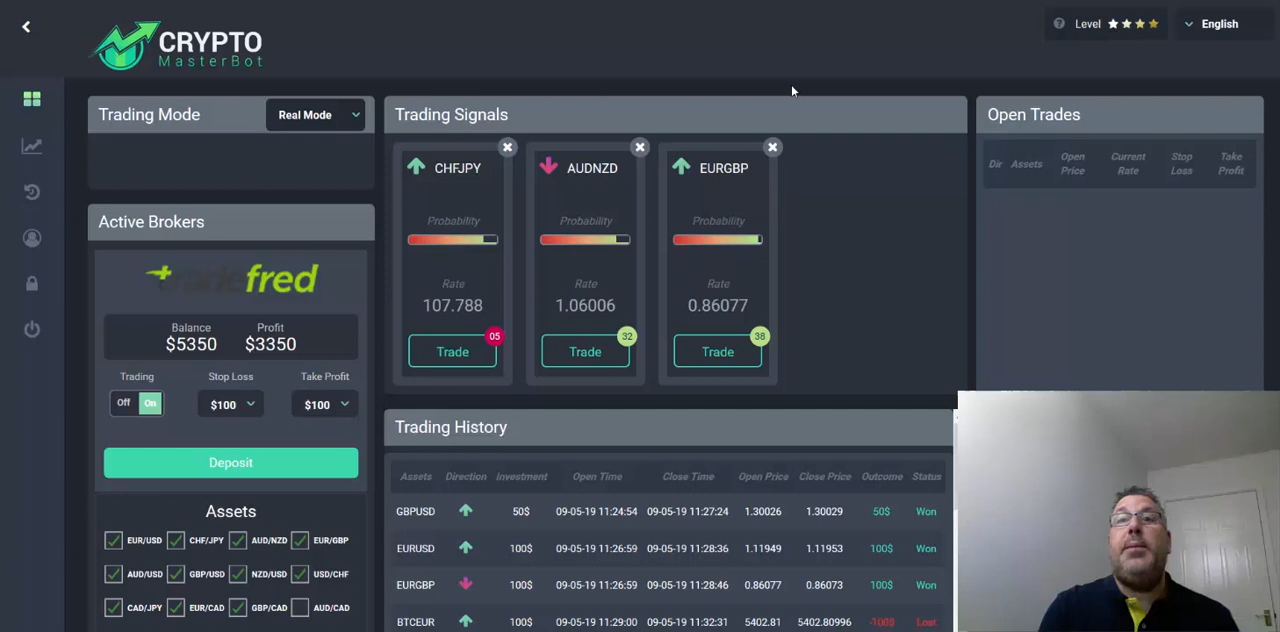 CRYPTO
MasterBot
Level
English
Trading Mode
Real Mode
Active Brokers
tradefred
Balance Profit
$5350 $3350
Trading Stop Loss Take Profit
Off On $100 $100
Deposit
Assets
EUR/USD CHF/JPY AUD/NZD EUR/GBP
AUD/USD GBP/USD NZD/USD USD/CHF
CAD/JPY EUR/CAD GBP/CAD AUD/CAD
Trading Signals
CHFJPY AUDNZD EURGBP
Probability Probability Probability
Rate Rate Rate
107.788 1.06006 0.86077
05 32 38
Trade Trade Trade
Trading History
Assets Direction Investment Open Time Close Time Open Price Close Price Outcome Status
GBPUSD 50$ 09-05-19 11:24:54 09-05-19 11:27:24 1.30026 1.30029 50$ Won
EURUSD 100$ 09-05-19 11:26:59 09-05-19 11:28:36 1.11949 1.11953 100$ Won
EURGBP 100$ 09-05-19 11:26:59 09-05-19 11:28:46 0.86077 0.86073 100$ Won
BTCEUR 100$ 09-05-19 11:29:00 09-05-19 11:32:31 5402.81 5402.80996 -100$ Lost
Open Trades
Dir Assets Open Price Current Rate Stop Loss Take Profit